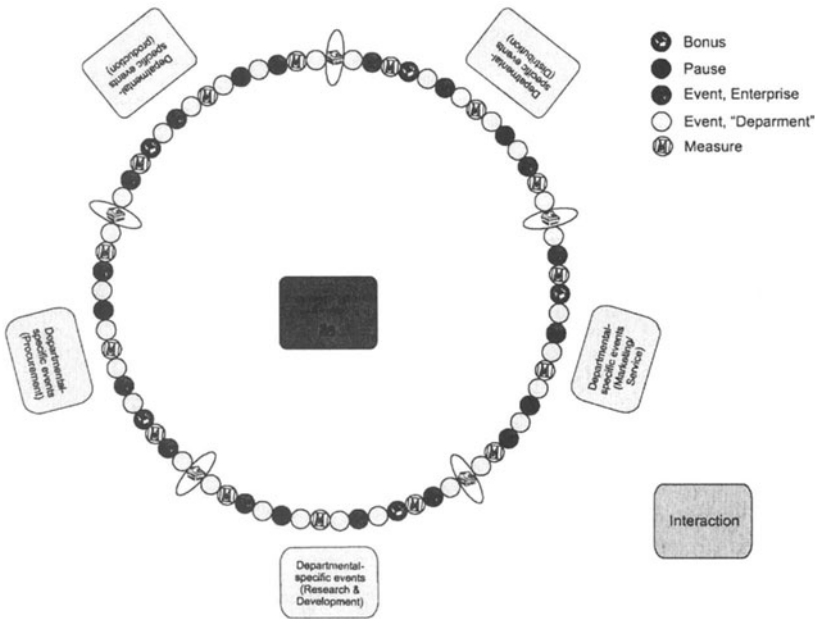 Departmental-
specific events
(production)
Departmental-
specific events
(Distribution)
Bonus
Pause
Event, Enterprise
Event, "Deparment"
Measure
Departmental-
specific events
(Procurement)
Departmental-
specific events
(Marketing/
Service)
Interaction
Departmental-
specific events
(Research &
Development)